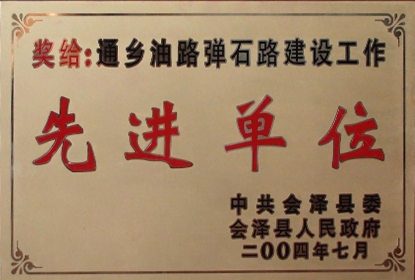 奖给:通乡油路弹石路建设工作
先进单位
中共会泽县委
会泽县人民政府
二00四年七月